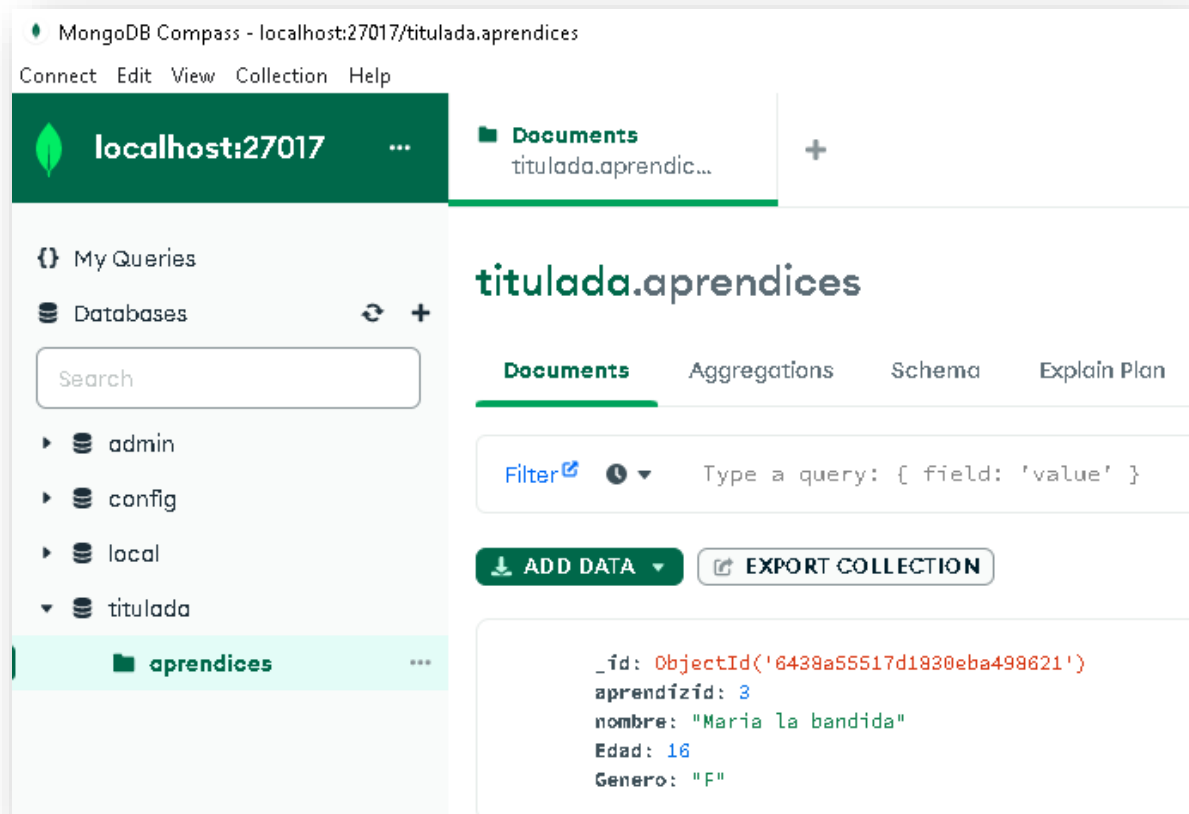 MongoDB Compass - localhost:27017/titulada.aprendices
Connect Edit View Collection Help
localhost:27017 ...
Documents
titulada.aprendic...
+
{} My Queries
Databases
+
Search
admin
config
local
titulada
aprendices
...
titulada.aprendices
Documents Aggregations Schema Explain Plan
Filter Type a query: { field: 'value' }
ADD DATA EXPORT COLLECTION
_id: ObjectId('6438a55517d1830eba498621')
aprendizid: 3
nombre: "Maria la bandida"
Edad: 16
Genero: "F"